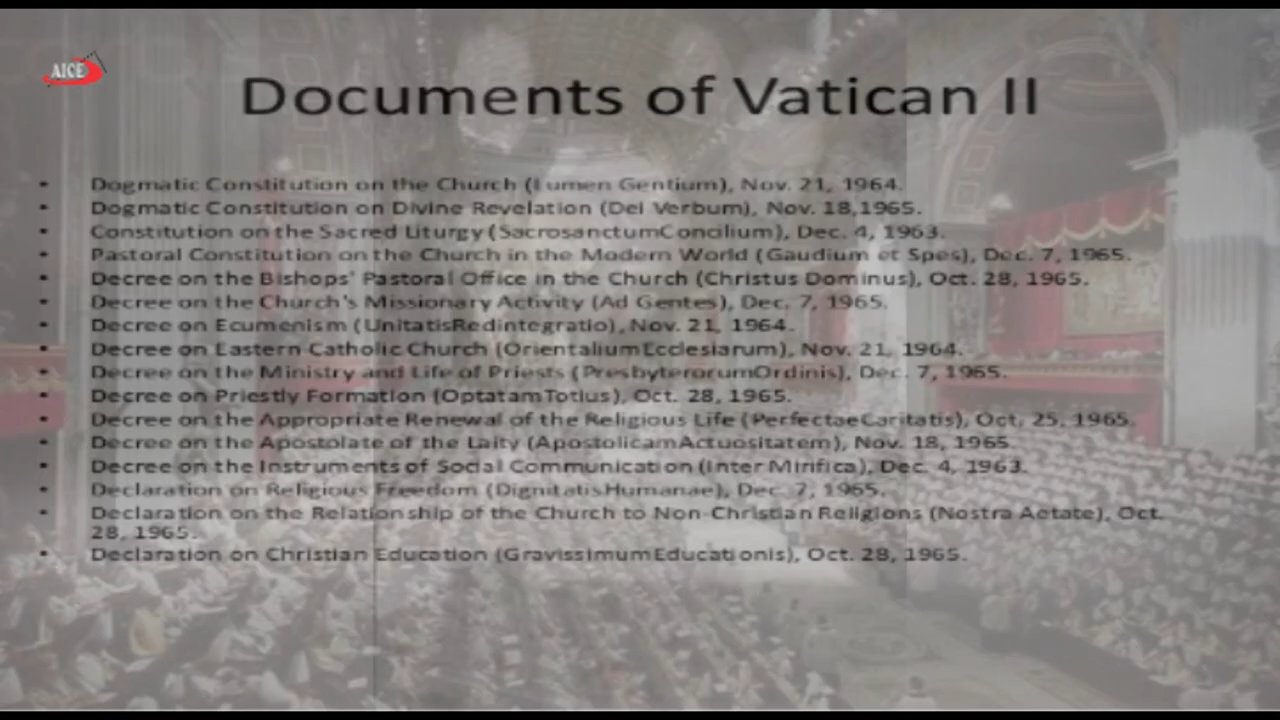 AICE
Documents of Vatican II
• Dogmatic Constitution on the Church (Lumen Gentium), Nov. 21, 1964.
• Dogmatic Constitution on Divine Revelation (Dei Verbum), Nov. 18,1965.
• Constitution on the Sacred Liturgy (SacrosanctumConcilium), Dec. 4, 1963.
• Pastoral Constitution on the Church in the Modern World (Gaudium et Spes), Dec. 7, 1965.
• Decree on the Bishops' Pastoral Office in the Church (Christus Dominus), Oct. 28, 1965.
• Decree on the Church's Missionary Activity (Ad Gentes), Dec. 7, 1965.
• Decree on Ecumenism (UnitatisRedintegratio), Nov. 21, 1964.
• Decree on Eastern Catholic Church (OrientaliumEcclesiarum), Nov. 21, 1964.
• Decree on the Ministry and Life of Priests (PresbyterorumOrdinis), Dec. 7, 1965.
• Decree on Priestly Formation (OptatamTotius), Oct. 28, 1965.
• Decree on the Appropriate Renewal of the Religious Life (PerfectaeCaritatis), Oct, 25, 1965.
• Decree on the Apostolate of the Laity (ApostolicamActuositatem), Nov. 18, 1965.
• Decree on the Instruments of Social Communication (Inter Mirifica), Dec. 4, 1963.
• Declaration on Religious Freedom (DignitatisHumanae), Dec. 7, 1965.
• Declaration on the Relationship of the Church to Non-Christian Religions (Nostra Aetate), Oct.
28, 1965.
• Declaration on Christian Education (GravissimumEducationis), Oct. 28, 1965.